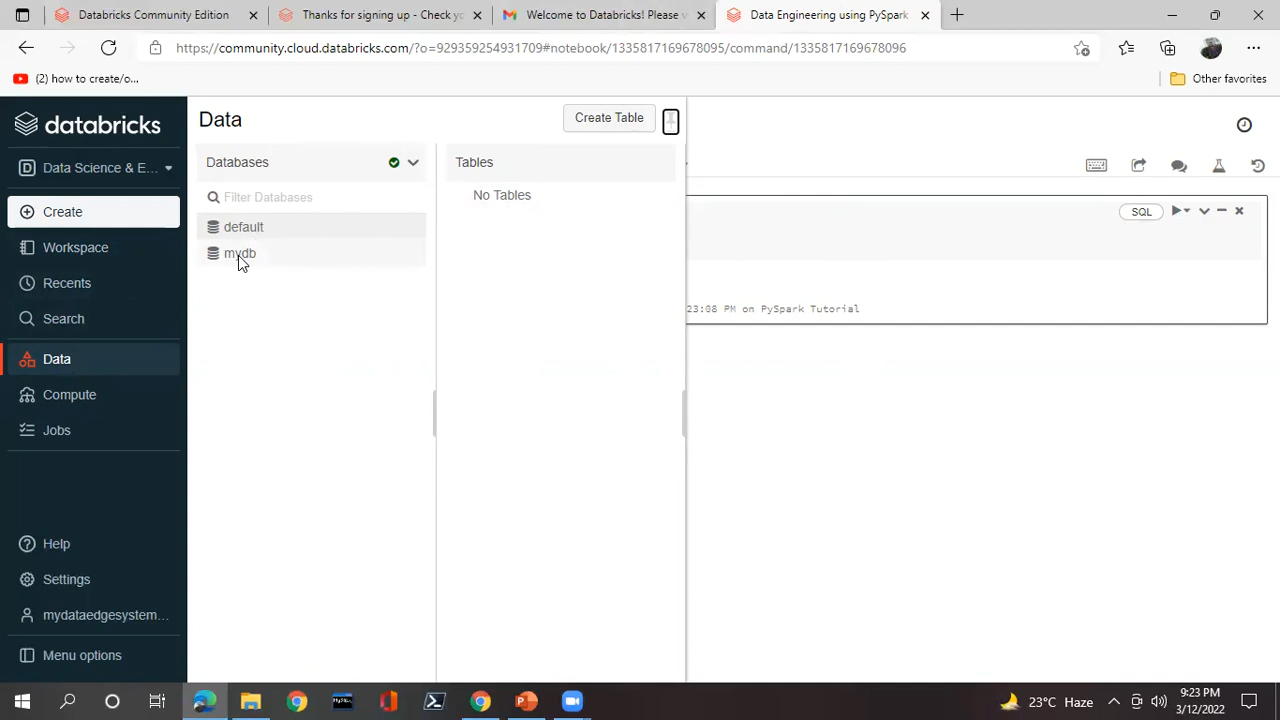 Databricks Community Edition
Thanks for signing up - Check yo
Welcome to Databricks! Please v
Data Engineering using PySpark
https://community.cloud.databricks.com/?o=929359254931709#notebook/1335817169678095/command/1335817169678096
(2) how to create/o...
Other favorites
databricks
Data
Create Table
D
Data Science & E...
Databases
Tables
SQL
Filter Databases
No Tables
Create
default
Workspace
mydb
Recents
23:08 PM on PySpark Tutorial
Search
Data
Compute
Jobs
Help
Settings
mydataedgesystem...
Menu options
23°C Haze
9:23 PM
3/12/2022